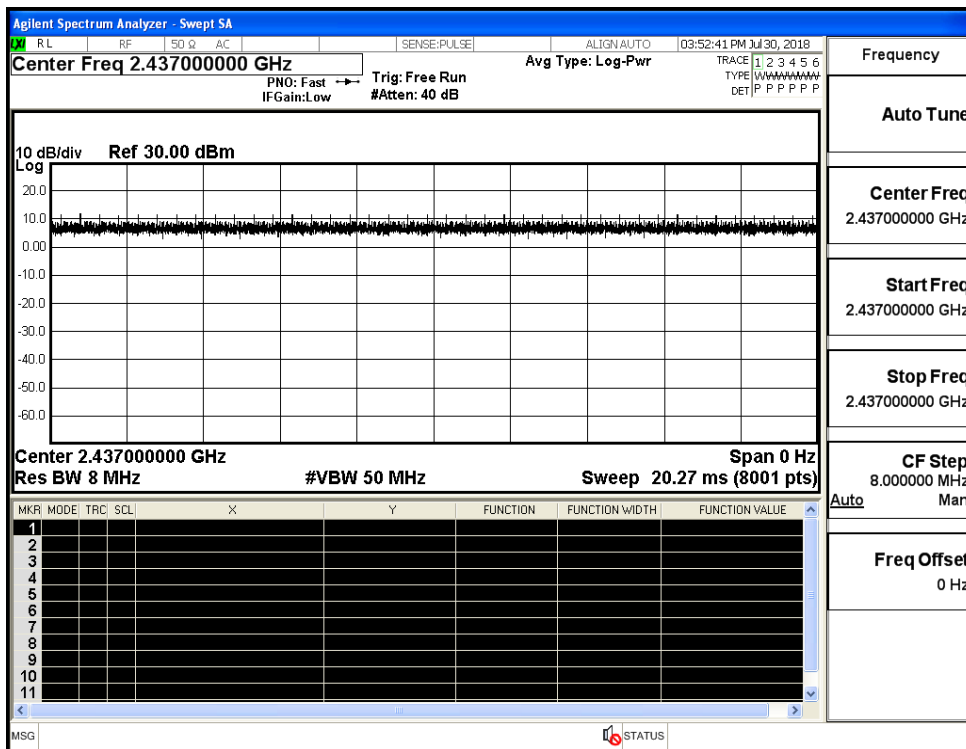 Agilent Spectrum Analyzer - Swept SA
LXI RL RF 50 Ω AC SENSE:PULSE ALIGN AUTO 03:52:41 PM Jul 30, 2018
Center Freq 2.437000000 GHz Avg Type: Log-Pwr TRACE 1 2 3 4 5 6
PNO: Fast Trig: Free Run TYPE WWWWWW
IFGain:Low #Atten: 40 dB DET P P P P P P
10 dB/div Ref 30.00 dBm
Log
20.0
10.0
0.00
-10.0
-20.0
-30.0
-40.0
-50.0
-60.0
Center 2.437000000 GHz Span 0 Hz
Res BW 8 MHz #VBW 50 MHz Sweep 20.27 ms (8001 pts)
MKR MODE TRC SCL X Y FUNCTION FUNCTION WIDTH FUNCTION VALUE
1
2
3
4
5
6
7
8
9
10
11
MSG STATUS
Frequency
Auto Tune
Center Freq
2.437000000 GHz
Start Freq
2.437000000 GHz
Stop Freq
2.437000000 GHz
CF Step
8.000000 MHz
Auto Man
Freq Offset
0 Hz